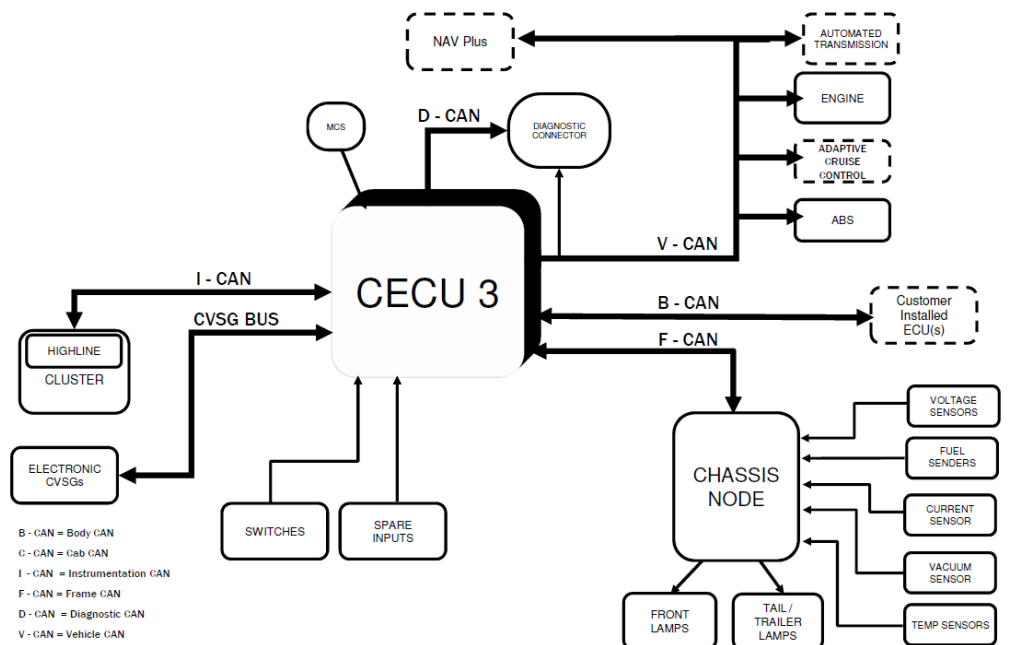 NAV Plus
AUTOMATED
TRANSMISSION
ENGINE
ADAPTIVE
CRUISE
CONTROL
ABS
MCS
D - CAN
DIAGNOSTIC
CONNECTOR
V - CAN
I - CAN
CECU 3
CVSG BUS
B - CAN
Customer
Installed
ECU(s)
F - CAN
HIGHLINE
CLUSTER
ELECTRONIC
CVSGs
SWITCHES
SPARE
INPUTS
CHASSIS
NODE
VOLTAGE
SENSORS
FUEL
SENDERS
CURRENT
SENSOR
VACUUM
SENSOR
TEMP SENSORS
FRONT
LAMPS
TAIL /
TRAILER
LAMPS
B - CAN = Body CAN
C - CAN = Cab CAN
I - CAN = Instrumentation CAN
F - CAN = Frame CAN
D - CAN = Diagnostic CAN
V - CAN = Vehicle CAN